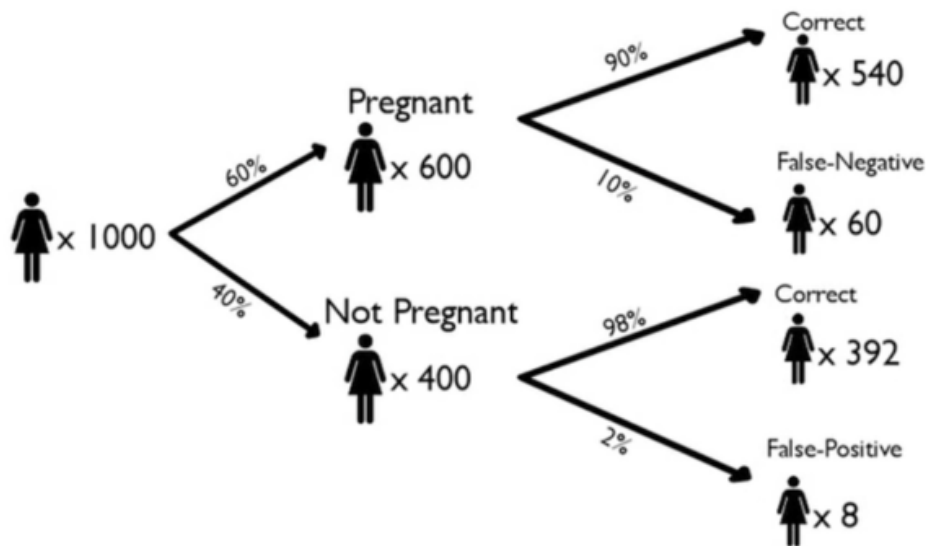 Correct
90%
x 540
Pregnant
60%
x 600
10%
False-Negative
x 60
x 1000
40%
Not Pregnant
x 400
98%
Correct
x 392
2%
False-Positive
x 8